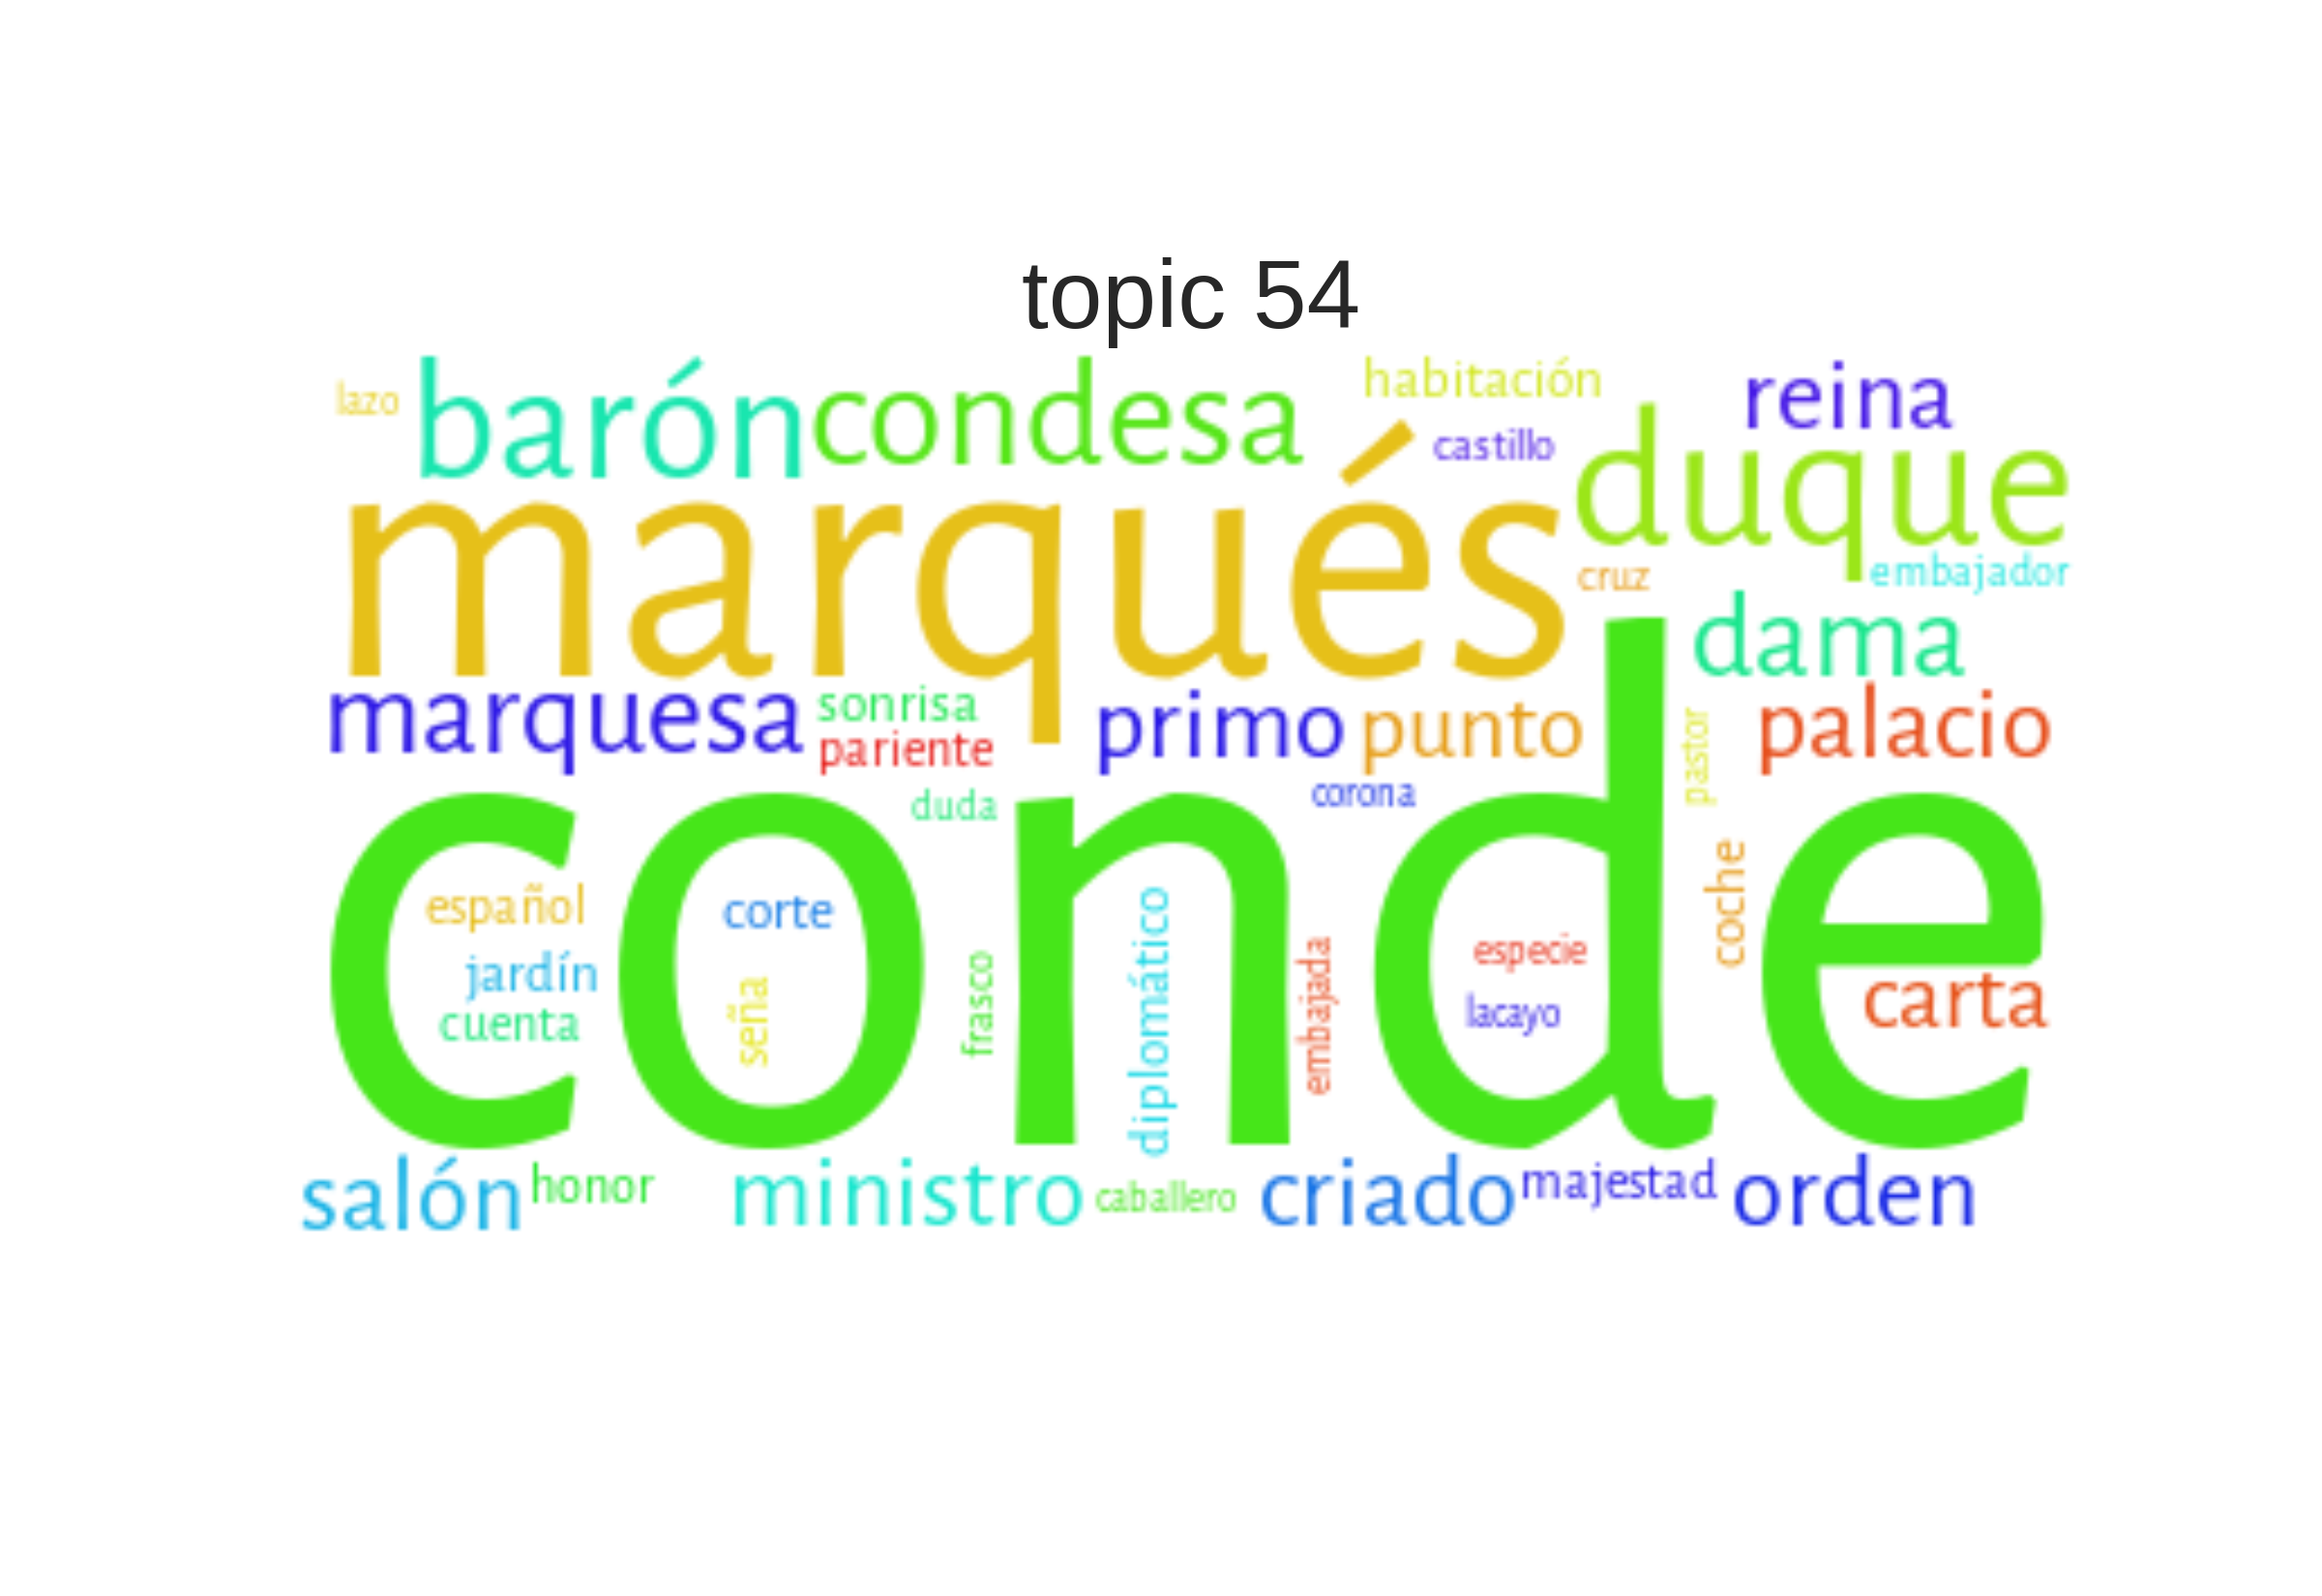 topic 54
lazo barón condesa habitación reina
castillo duque
marqués cruz embajador
dama
marquesa sonrisa primo punto pastor palacio
pariente
duda corona
conde
español corte diplomático especie coche
jardín seña frasco embajada lacayo carta
cuenta
salón honor ministro caballero criado majestad orden